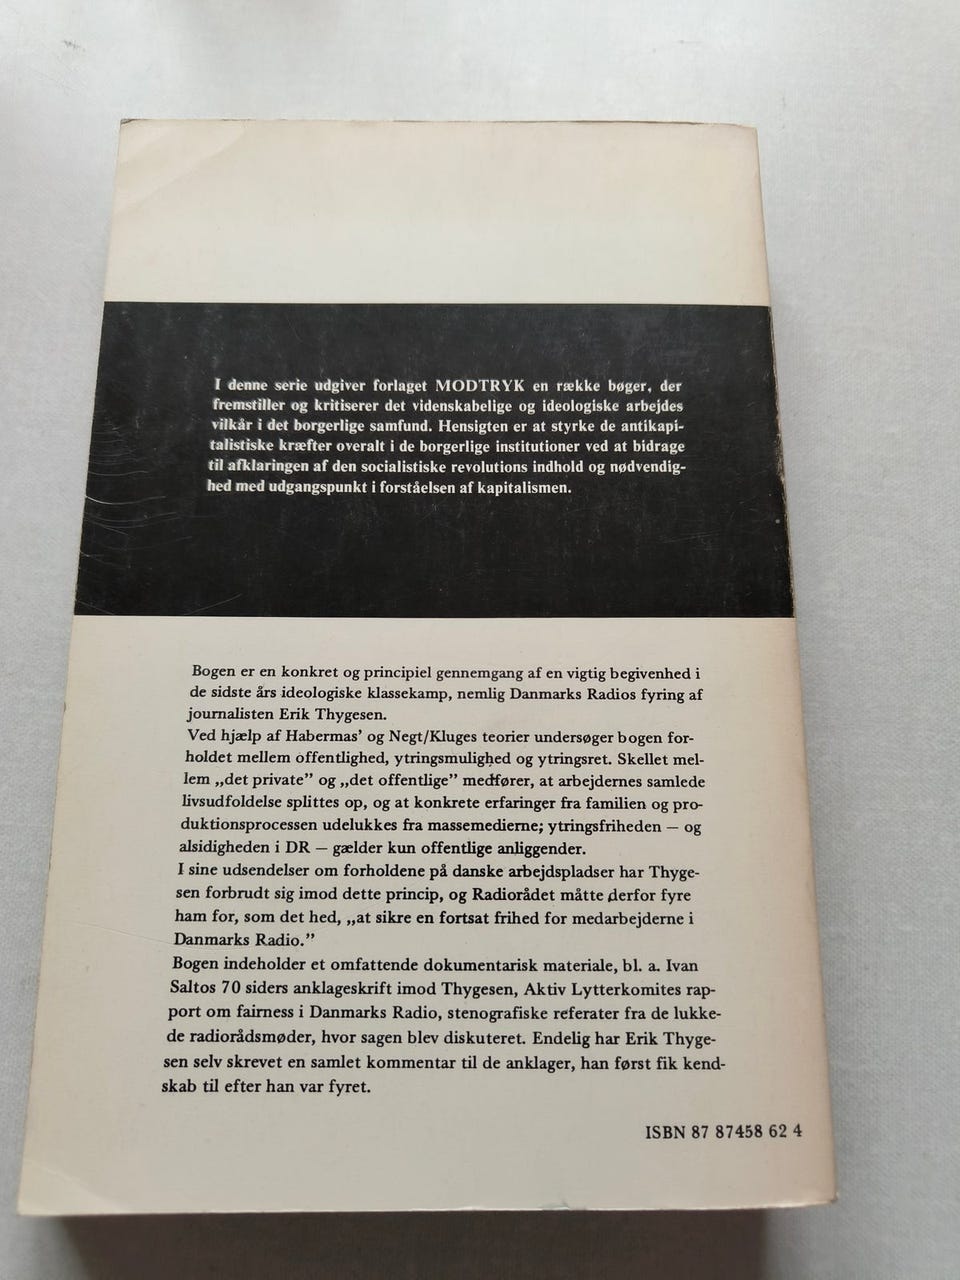 I denne serie udgiver forlaget MODTRYK en række bøger, der
fremstiller og kritiserer det videnskabelige og ideologiske arbejdes
vilkår i det borgerlige samfund. Hensigten er at styrke de antikapi-
talistiske kræfter overalt i de borgerlige institutioner ved at bidrage
til afklaringen af den socialistiske revolutions indhold og nødvendig-
hed med udgangspunkt i forståelsen af kapitalismen.
Bogen er en konkret og principiel gennemgang af en vigtig begivenhed i
de sidste års ideologiske klassekamp, nemlig Danmarks Radios fyring af
journalisten Erik Thygesen.
Ved hjælp af Habermas’ og Negt/Kluges teorier undersøger bogen for-
holdet mellem offentlighed, ytringsmulighed og ytringsret. Skellet mel-
lem „det private” og „det offentlige” medfører, at arbejdernes samlede
livsudfoldelse splittes op, og at konkrete erfaringer fra familien og pro-
duktionsprocessen udelukkes fra massemedierne; ytringsfriheden — og
alsidigheden i DR — gælder kun offentlige anliggender.
I sine udsendelser om forholdene på danske arbejdspladser har Thyge-
sen forbrudt sig imod dette princip, og Radiorådet måtte derfor fyre
ham for, som det hed, „at sikre en fortsat frihed for medarbejderne i
Danmarks Radio.”
Bogen indeholder et omfattende dokumentarisk materiale, bl. a. Ivan
Saltos 70 siders anklageskrift imod Thygesen, Aktiv Lytterkomites rap-
port om fairness i Danmarks Radio, stenografiske referater fra de lukke-
de radiorådsmøder, hvor sagen blev diskuteret. Endelig har Erik Thyge-
sen selv skrevet en samlet kommentar til de anklager, han først fik kend-
skab til efter han var fyret.
ISBN 87 87458 62 4